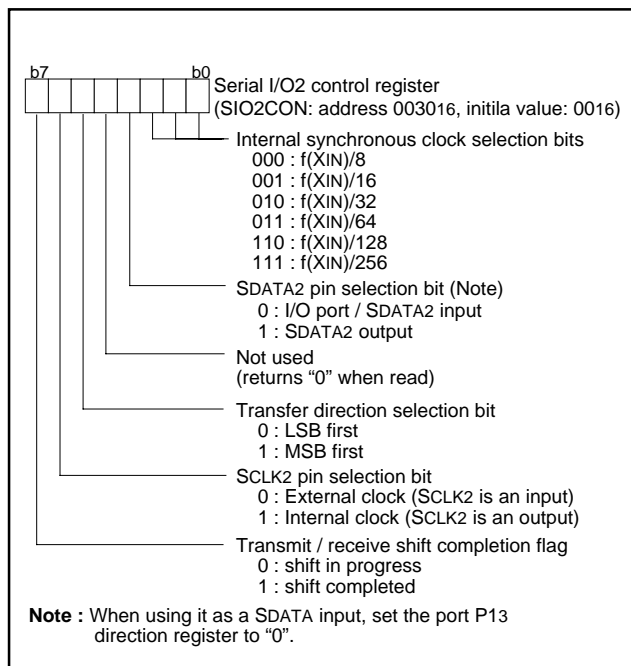 b7 b0
Serial I/O2 control register
(SIO2CON: address 003016, initila value: 0016)
Internal synchronous clock selection bits
000 : f(XIN)/8
001 : f(XIN)/16
010 : f(XIN)/32
011 : f(XIN)/64
110 : f(XIN)/128
111 : f(XIN)/256
SDATA2 pin selection bit (Note)
0 : I/O port / SDATA2 input
1 : SDATA2 output
Not used
(returns “0” when read)
Transfer direction selection bit
0 : LSB first
1 : MSB first
SCLK2 pin selection bit
0 : External clock (SCLK2 is an input)
1 : Internal clock (SCLK2 is an output)
Transmit / receive shift completion flag
0 : shift in progress
1 : shift completed
Note : When using it as a SDATA input, set the port P13
direction register to “0”.